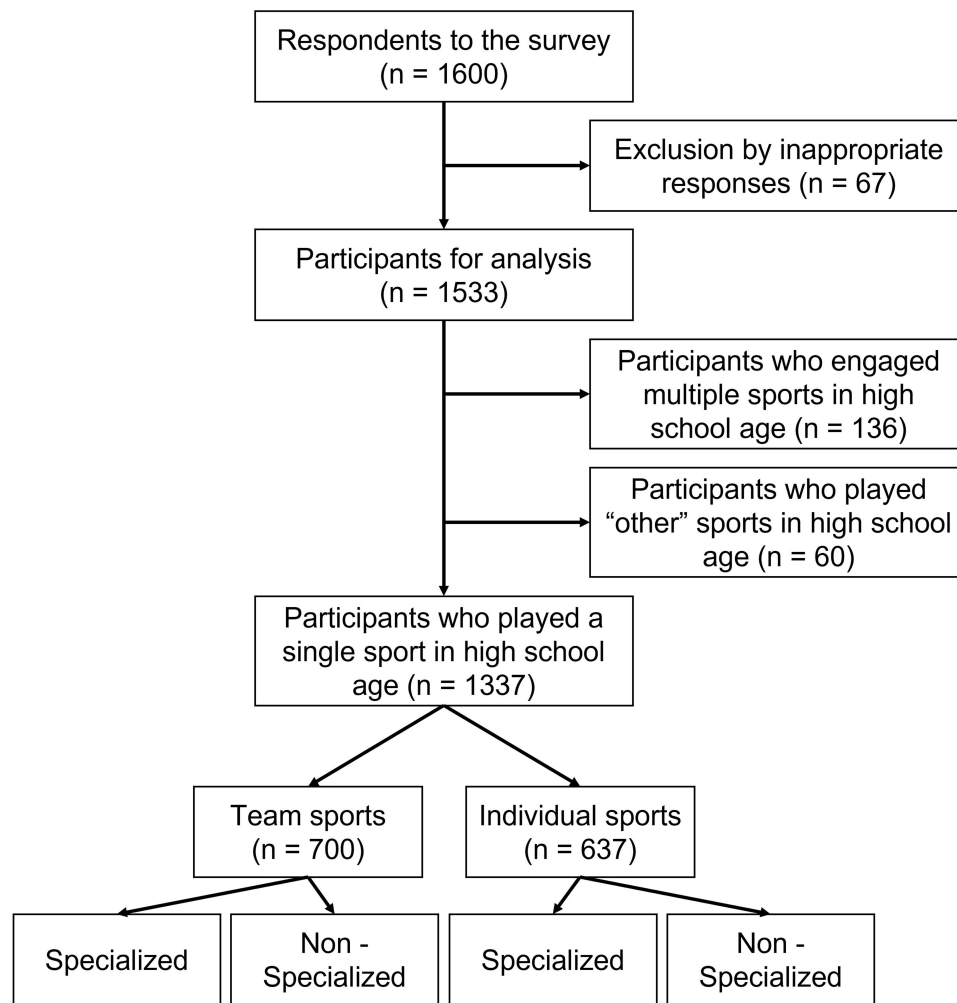 Respondents to the survey
(n = 1600)
Exclusion by inappropriate
responses (n = 67)
Participants for analysis
(n = 1533)
Participants who engaged
multiple sports in high
school age (n = 136)
Participants who played
“other” sports in high school
age (n = 60)
Participants who played a
single sport in high school
age (n = 1337)
Team sports
(n = 700)
Individual sports
(n = 637)
Specialized
Non -
Specialized
Specialized
Non -
Specialized